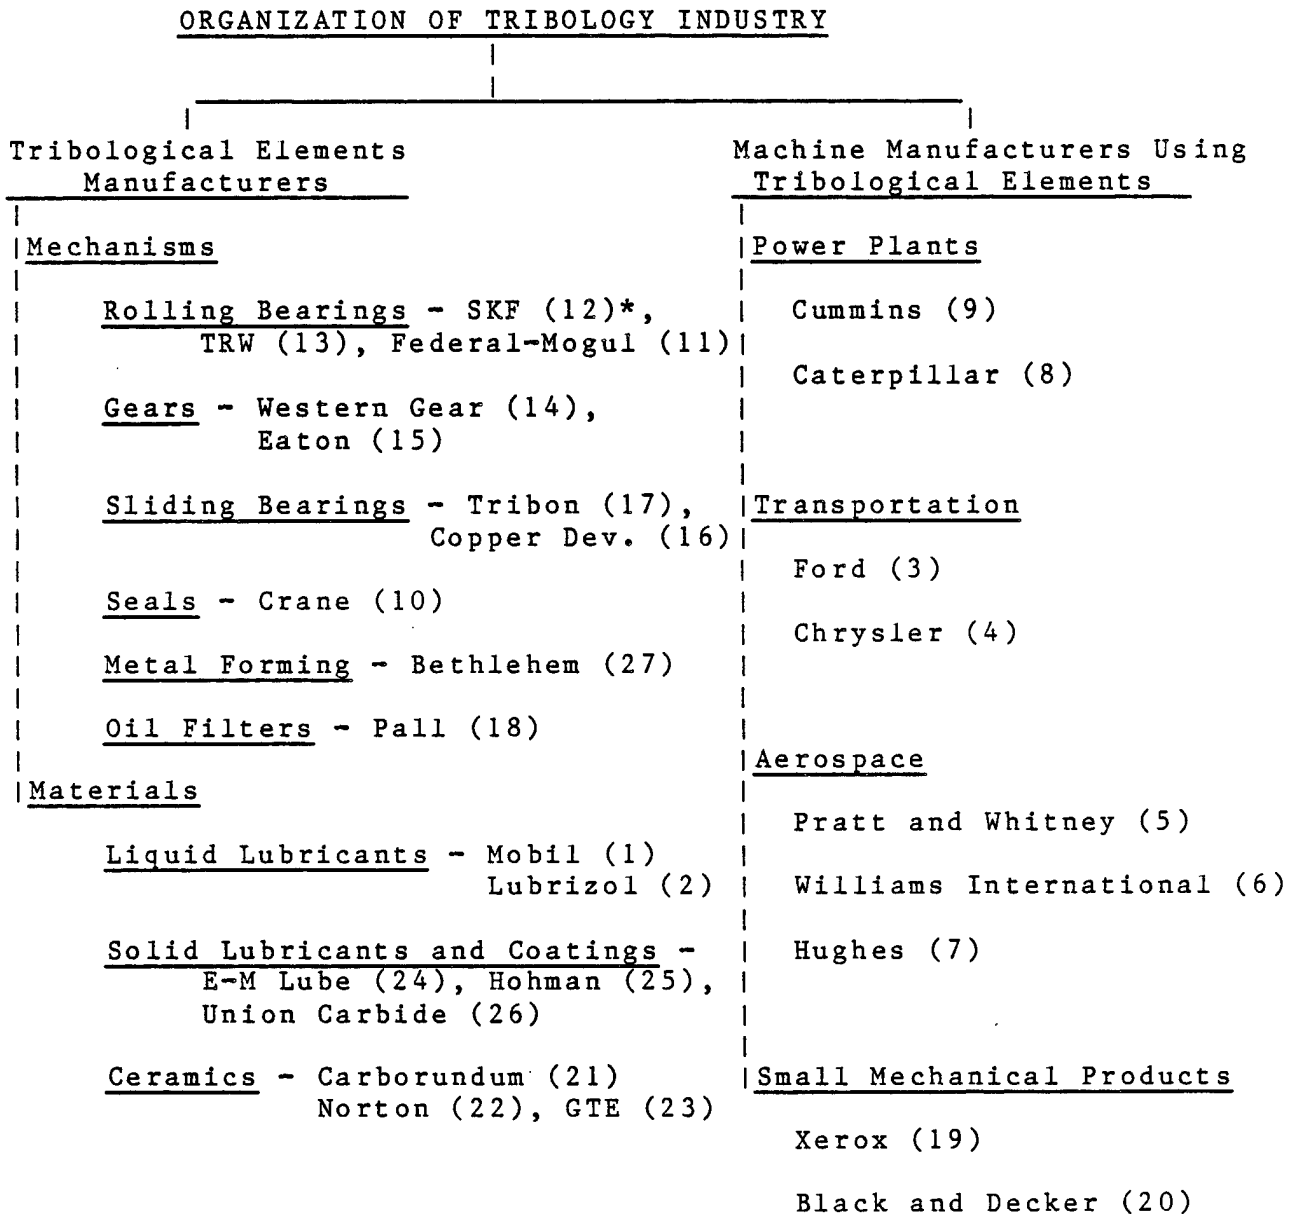 ORGANIZATION OF TRIBOLOGY INDUSTRY
Tribological Elements
Manufacturers
Mechanisms
Rolling Bearings - SKF (12)*,
TRW (13), Federal-Mogul (11)
Gears - Western Gear (14),
Eaton (15)
Sliding Bearings - Tribon (17),
Copper Dev. (16)
Seals - Crane (10)
Metal Forming - Bethlehem (27)
Oil Filters - Pall (18)
Materials
Liquid Lubricants - Mobil (1)
Lubrizol (2)
Solid Lubricants and Coatings -
E-M Lube (24), Hohman (25),
Union Carbide (26)
Ceramics - Carborundum (21)
Norton (22), GTE (23)
Machine Manufacturers Using
Tribological Elements
Power Plants
Cummins (9)
Caterpillar (8)
Transportation
Ford (3)
Chrysler (4)
Aerospace
Pratt and Whitney (5)
Williams International (6)
Hughes (7)
Small Mechanical Products
Xerox (19)
Black and Decker (20)